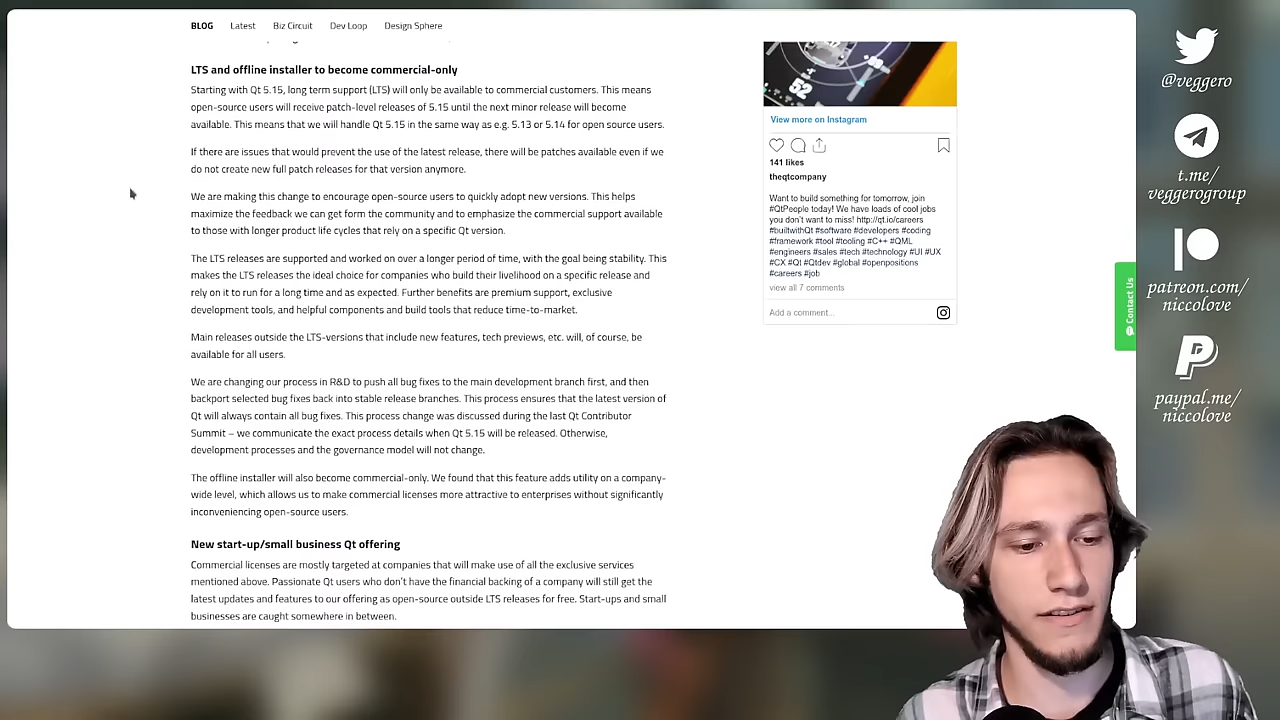 BLOG Latest Biz Circuit Dev Loop Design Sphere
LTS and offline installer to become commercial-only
Starting with Qt 5.15, long term support (LTS) will only be available to commercial customers. This means
open-source users will receive patch-level releases of 5.15 until the next minor release will become
available. This means that we will handle Qt 5.15 in the same way as e.g. 5.13 or 5.14 for open source users.
If there are issues that would prevent the use of the latest release, there will be patches available even if we
do not create new full patch releases for that version anymore.
We are making this change to encourage open-source users to quickly adopt new versions. This helps
maximize the feedback we can get form the community and to emphasize the commercial support available
to those with longer product life cycles that rely on a specific Qt version.
The LTS releases are supported and worked on over a longer period of time, with the goal being stability. This
makes the LTS releases the ideal choice for companies who build their livelihood on a specific release and
rely on it to run for a long time and as expected. Further benefits are premium support, exclusive
development tools, and helpful components and build tools that reduce time-to-market.
Main releases outside the LTS-versions that include new features, tech previews, etc. will, of course, be
available for all users.
We are changing our process in R&D to push all bug fixes to the main development branch first, and then
backport selected bug fixes back into stable release branches. This process ensures that the latest version of
Qt will always contain all bug fixes. This process change was discussed during the last Qt Contributor
Summit – we communicate the exact process details when Qt 5.15 will be released. Otherwise,
development processes and the governance model will not change.
The offline installer will also become commercial-only. We found that this feature adds utility on a company-
wide level, which allows us to make commercial licenses more attractive to enterprises without significantly
inconveniencing open-source users.
New start-up/small business Qt offering
Commercial licenses are mostly targeted at companies that will make use of all the exclusive services
mentioned above. Passionate Qt users who don't have the financial backing of a company will still get the
latest updates and features to our offering as open-source outside LTS releases for free. Start-ups and small
businesses are caught somewhere in between.
52
View more on Instagram
141 likes
theqtcompany
Want to build something for tomorrow, join
#QtPeople today! We have loads of cool jobs
you don't want to miss! http://qt.io/careers
#builtwithQt #software #developers #coding
#framework #tool #tooling #C++ #QML
#engineers #sales #tech #technology #UI #UX
#CX #Qt #Qtdev #global #openpositions
#careers #job
view all 7 comments
Add a comment...
Contact Us
@veggero
t.me/
veggerogroup
patreon.com/
niccolove
paypal.me/
niccolove